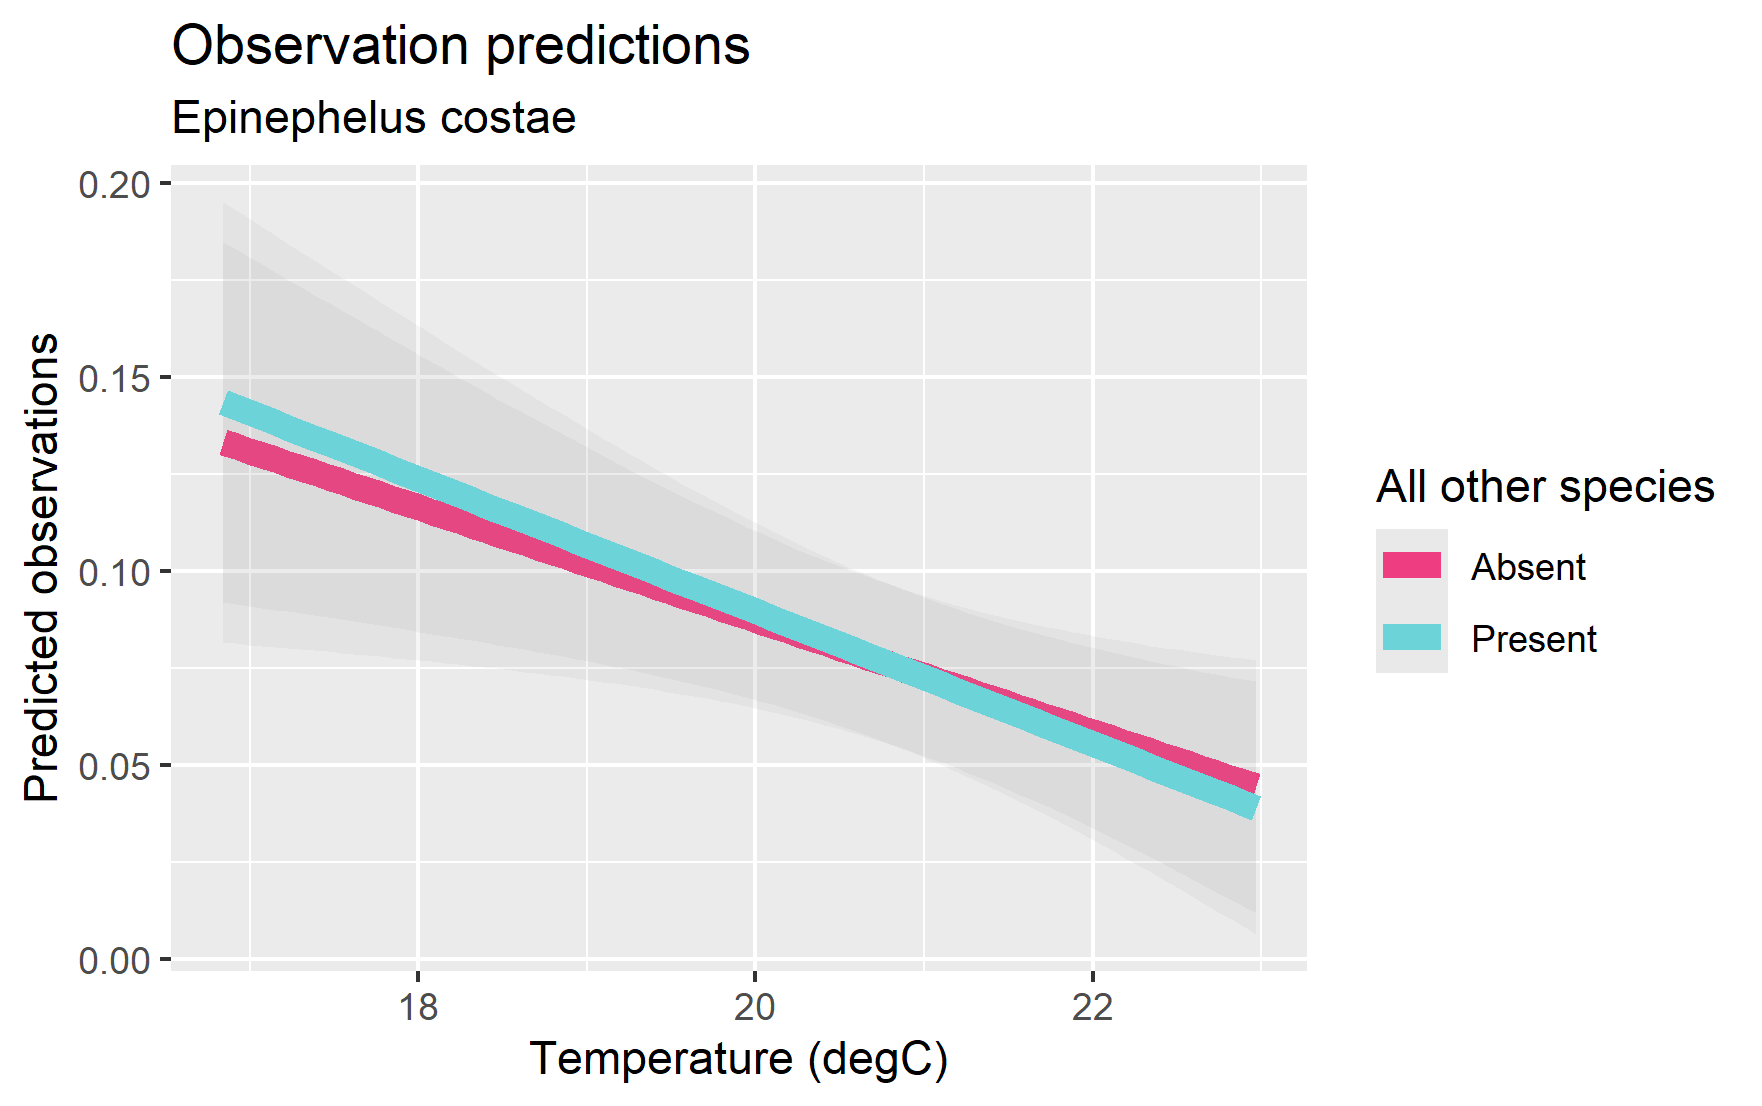 Observation predictions
Epinephelus costae
0.20
0.15
0.10
0.05
0.00
Predicted observations
18 20 22
Temperature (degC)
All other species
Absent
Present